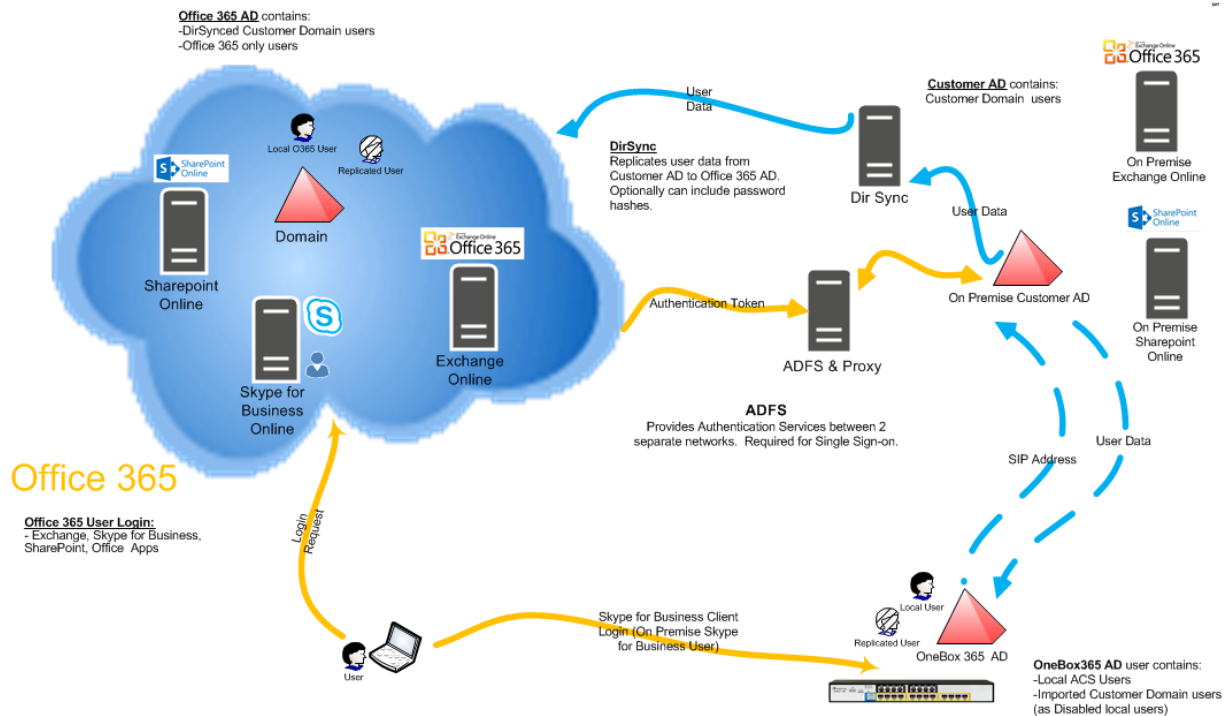 ser
Office 365 AD contains:
-DirSynced Customer Domain users
-Office 365 only users
Exchange Online
Office 365
On Premise
Exchange Online
Customer AD contains:
Customer Domain users
User
Data
DirSync
Replicates user data from
Customer AD to Office 365 AD.
Optionally can include password
hashes.
Dir Sync
User Data
Local O365 User
Replicated User
SharePoint
Online
Domain
Sharepoint
Online
Exchange Online
Office 365
Exchange
Online
Skype for
Business
Online
Authentication Token
ADFS & Proxy
On Premise Customer AD
SharePoint
Online
On Premise
Sharepoint
Online
ADFS
Provides Authentication Services between 2
separate networks. Required for Single Sign-on.
SIP Address
User Data
Office 365
Office 365 User Login:
- Exchange, Skype for Business,
SharePoint, Office Apps
Login
Request
User
Skype for Business Client
Login (On Premise Skype
for Business User)
Local User
Replicated User
OneBox 365 AD
OneBox365 AD user contains:
-Local ACS Users
-Imported Customer Domain users
(as Disabled local users)